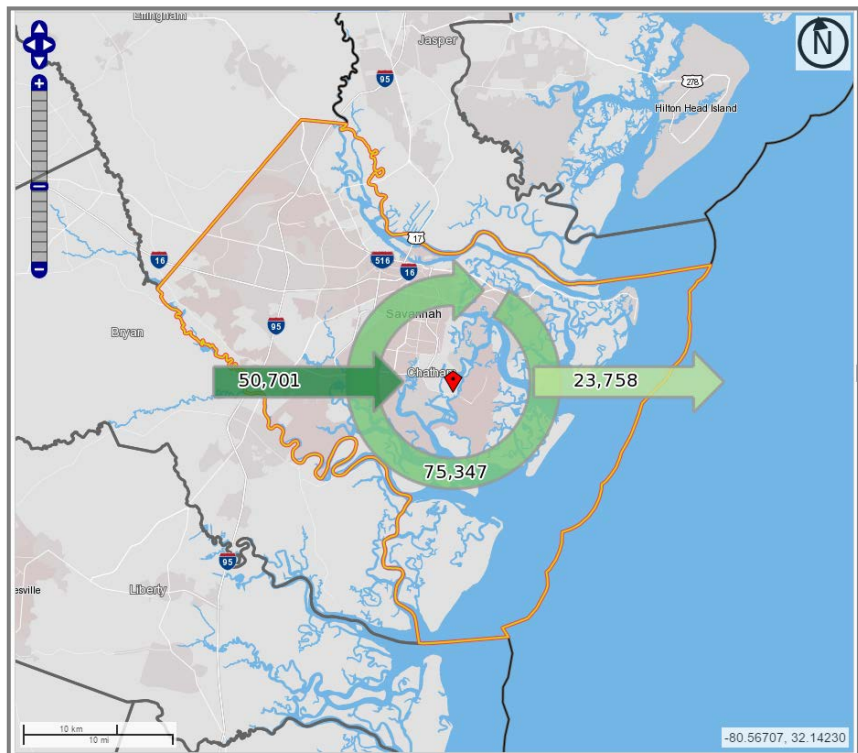 Effingham
Jasper
N
95
278
Hilton Head Island
17
516
16
16
Savannah
Bryan
95
Chatham
50,701
23,758
75,347
95
Liberty
esville
10 km
10 mi
-80.56707, 32.14230